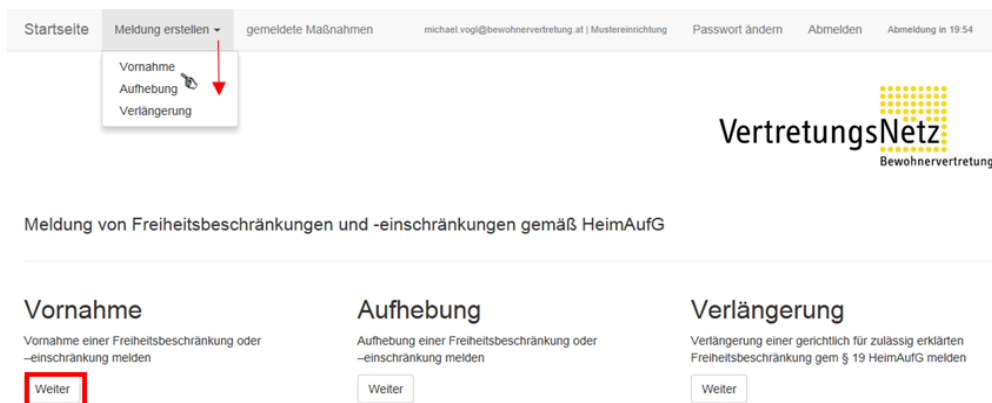 Startseite Meldung erstellen gemeldete Maßnahmen michael.vogl@bewohnervertretung.at | Mustereinrichtung Passwort ändern Abmelden Abmeldung in 19:54
Vornahme
Aufhebung
Verlängerung
VertretungsNetz
Bewohnervertretung
Meldung von Freiheitsbeschränkungen und -einschränkungen gemäß HeimAufG
Vornahme Aufhebung Verlängerung
Vornahme einer Freiheitsbeschränkung oder Aufhebung einer Freiheitsbeschränkung oder Verlängerung einer gerichtlich für zulässig erklärten
–einschränkung melden –einschränkung melden Freiheitsbeschränkung gem § 19 HeimAufG melden
Weiter Weiter Weiter